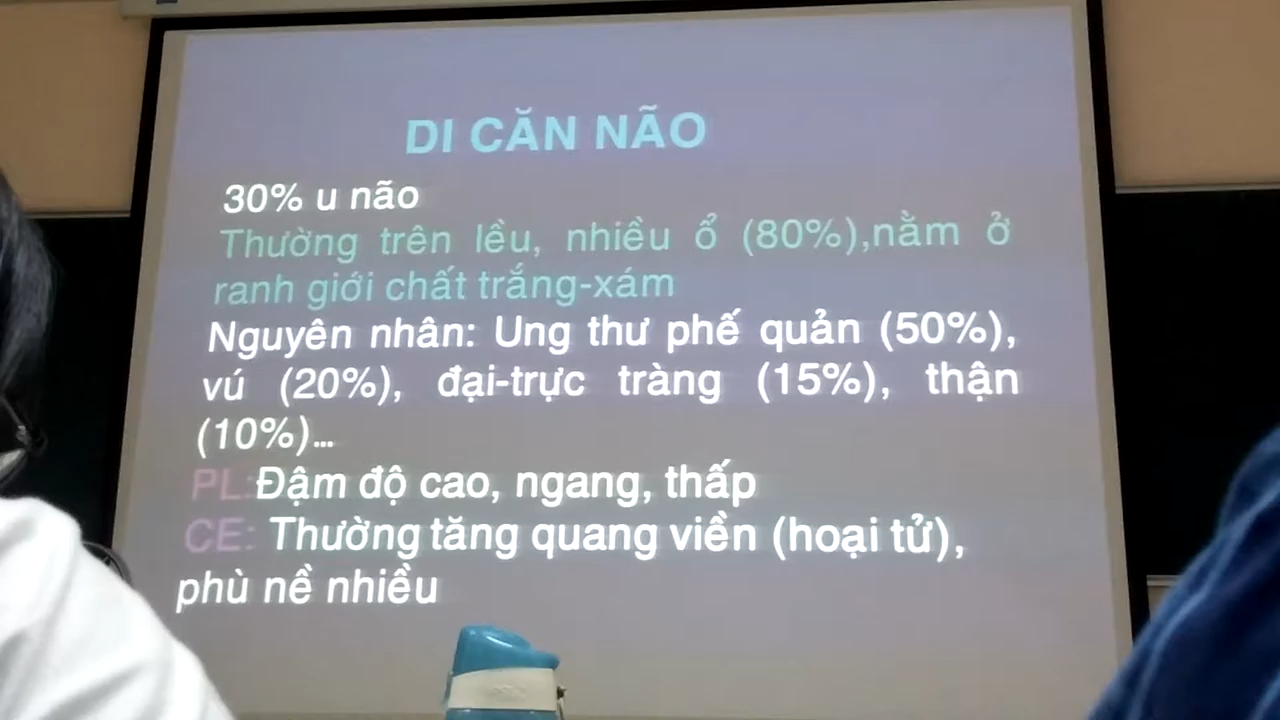 DI CĂN NÃO
30% u não
Thường trên lều, nhiều ổ (80%),nằm ở
ranh giới chất trắng-xám
Nguyên nhân: Ung thư phế quản (50%),
vú (20%), đại-trực tràng (15%), thận
(10%)...
PL:Đậm độ cao, ngang, thấp
CE: Thường tăng quang viền (hoại tử),
phù nề nhiều